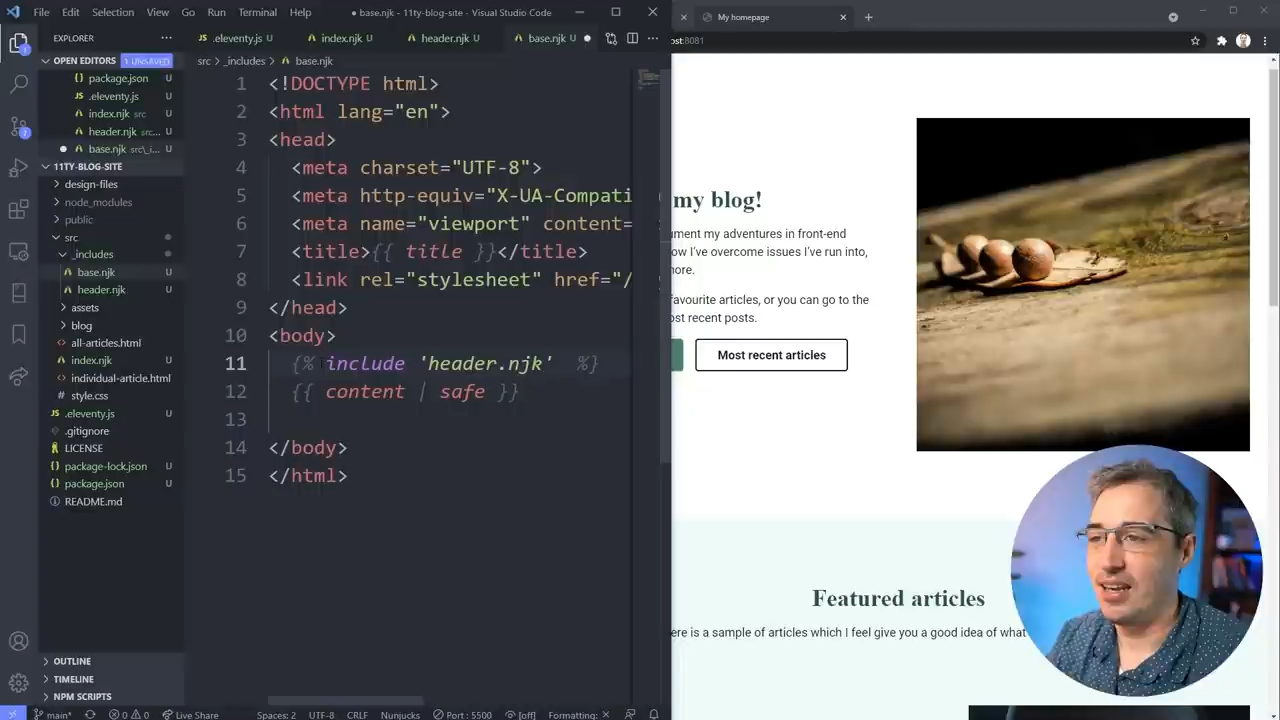 File Edit Selection View Go Run Terminal Help
● base.njk - 11ty-blog-site - Visual Studio Code
EXPLORER
OPEN EDITORS 1 UNSAVED
package.json U
.eleventy.js U
index.njk src U
header.njk src... U
base.njk src\_i... U
11TY-BLOG-SITE
design-files
node_modules
public
src
_includes
base.njk U
header.njk U
assets
blog
all-articles.html
index.njk U
individual-article.html
style.css
.eleventy.js U
.gitignore
LICENSE
package-lock.json U
package.json U
README.md
OUTLINE
TIMELINE
NPM SCRIPTS
.eleventy.js U
index.njk U
header.njk U
base.njk U
src > _includes > base.njk
1 <!DOCTYPE html>
2 <html lang="en">
3 <head>
4 <meta charset="UTF-8">
5 <meta http-equiv="X-UA-Compati
6 <meta name="viewport" content=
7 <title>{{ title }}</title>
8 <link rel="stylesheet" href="/
9 </head>
10 <body>
11 {% include 'header.njk' %}
12 {{ content | safe }}
13
14 </body>
15 </html>
main* 0 0 Live Share Spaces: 2 UTF-8 CRLF Nunjucks Port : 5500 [off] Formatting: ×
My homepage
ost:8081
my blog!
ument my adventures in front-end
ow I've overcome issues I've run into,
nore.
favourite articles, or you can go to the
ost recent posts.
Most recent articles
Featured articles
ere is a sample of articles which I feel give you a good idea of what